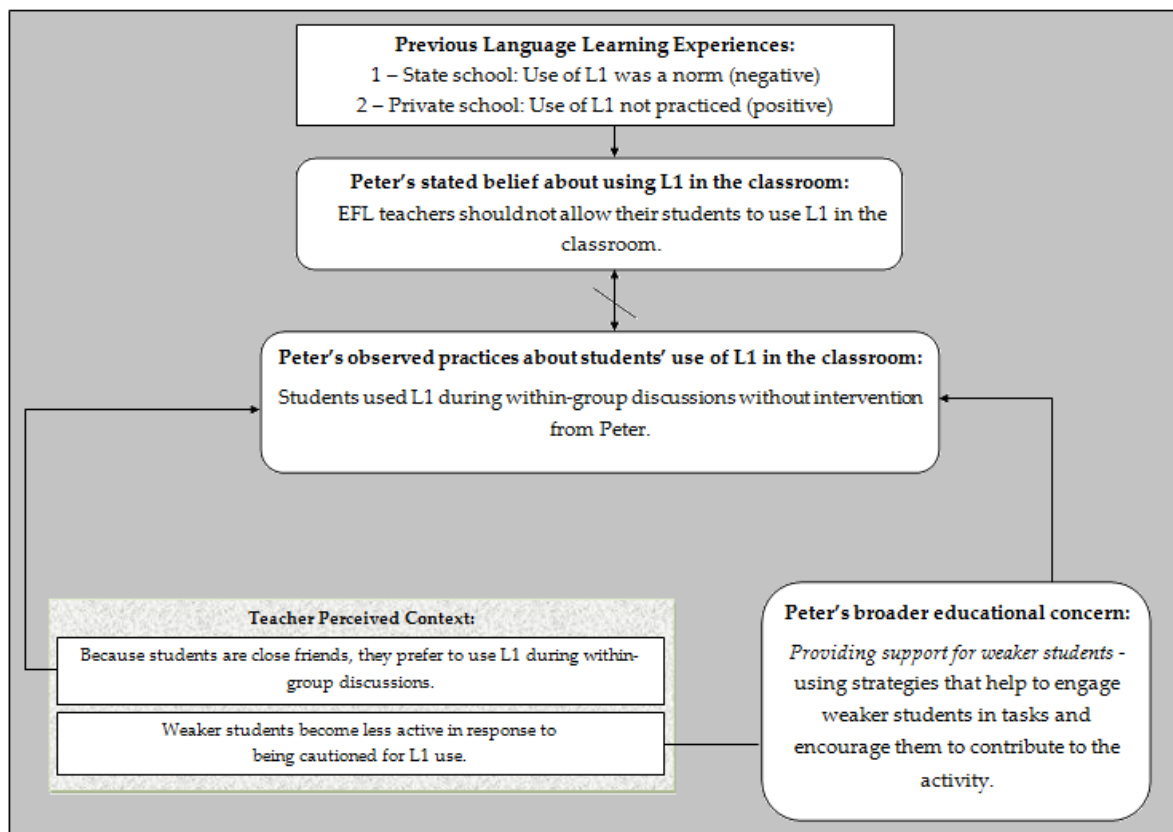 Previous Language Learning Experiences:
1 – State school: Use of L1 was a norm (negative)
2 – Private school: Use of L1 not practiced (positive)
Peter’s stated belief about using L1 in the classroom:
EFL teachers should not allow their students to use L1 in the
classroom.
Peter’s observed practices about students’ use of L1 in the classroom:
Students used L1 during within-group discussions without intervention
from Peter.
Teacher Perceived Context:
Because students are close friends, they prefer to use L1 during within-
group discussions.
Weaker students become less active in response to
being cautioned for L1 use.
Peter’s broader educational concern:
Providing support for weaker students -
using strategies that help to engage
weaker students in tasks and
encourage them to contribute to the
activity.